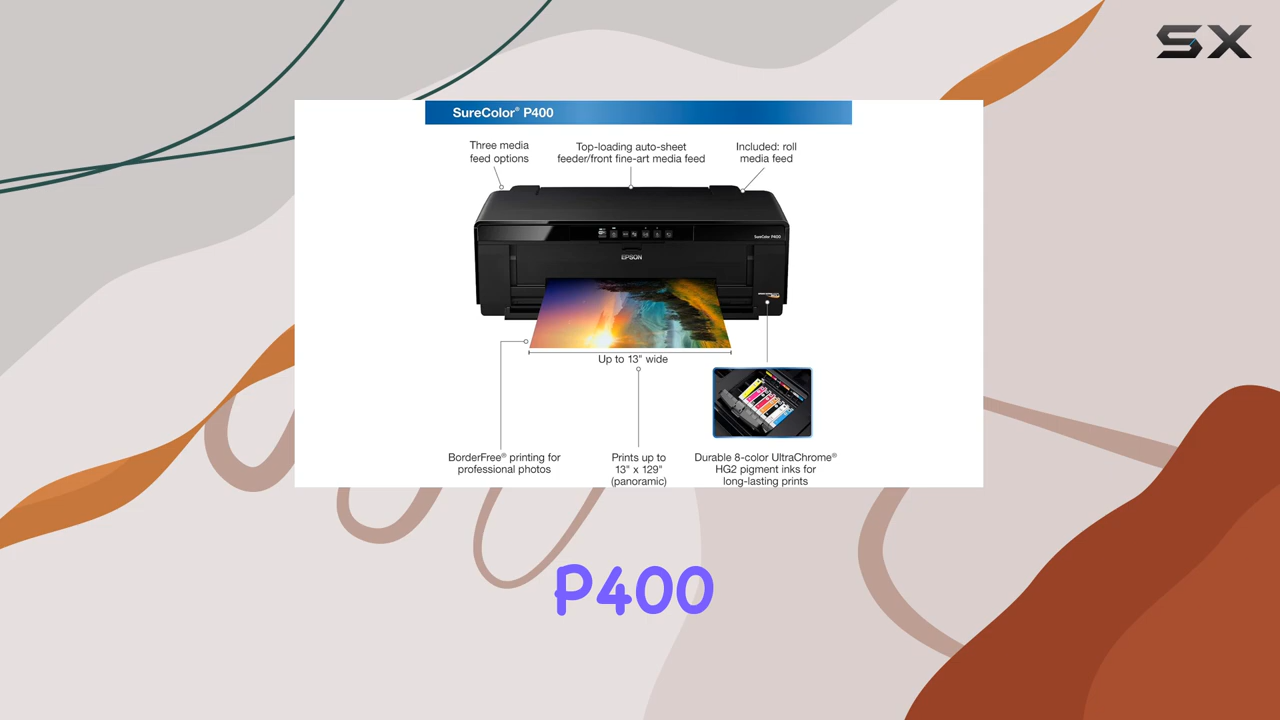 SX
SureColor® P400
Three media
feed options
Top-loading auto-sheet
feeder/front fine-art media feed
Included: roll
media feed
SureColor P400
EPSON
Up to 13" wide
BorderFree® printing for
professional photos
Prints up to
13" x 129"
(panoramic)
Durable 8-color UltraChrome®
HG2 pigment inks for
long-lasting prints
P400